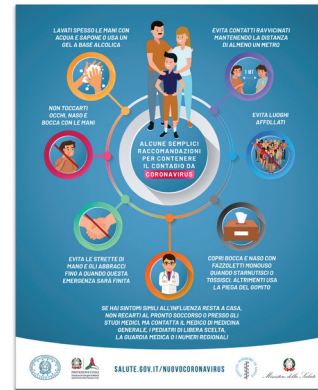 LAVATI SPESSO LE MANI CON
ACQUA E SAPONE O USA UN
GEL A BASE ALCOLICA
EVITA CONTATTI RAVVICINATI
MANTENENDO LA DISTANZA
DI ALMENO UN METRO
1 MT
NON TOCCARTI
OCCHI, NASO E
BOCCA CON LE MANI
EVITA LUOGHI
AFFOLLATI
ALCUNE SEMPLICI
RACCOMANDAZIONI
PER CONTENERE
IL CONTAGIO DA
CORONAVIRUS
EVITA LE STRETTE DI
MANO E GLI ABBRACCI
FINO A QUANDO QUESTA
EMERGENZA SARÀ FINITA
COPRI BOCCA E NASO CON
FAZZOLETTI MONOUSO
QUANDO STARNUTISCI O
TOSSISCI. ALTRIMENTI USA
LA PIEGA DEL GOMITO
SE HAI SINTOMI SIMILI ALL'INFLUENZA RESTA A CASA,
NON RECARTI AL PRONTO SOCCORSO O PRESSO GLI
STUDI MEDICI, MA CONTATTA IL MEDICO DI MEDICINA
GENERALE, I PEDIATRI DI LIBERA SCELTA,
LA GUARDIA MEDICA O I NUMERI REGIONALI
SALUTE.GOV.IT/NUOVOCORONAVIRUS
Ministero della Salute